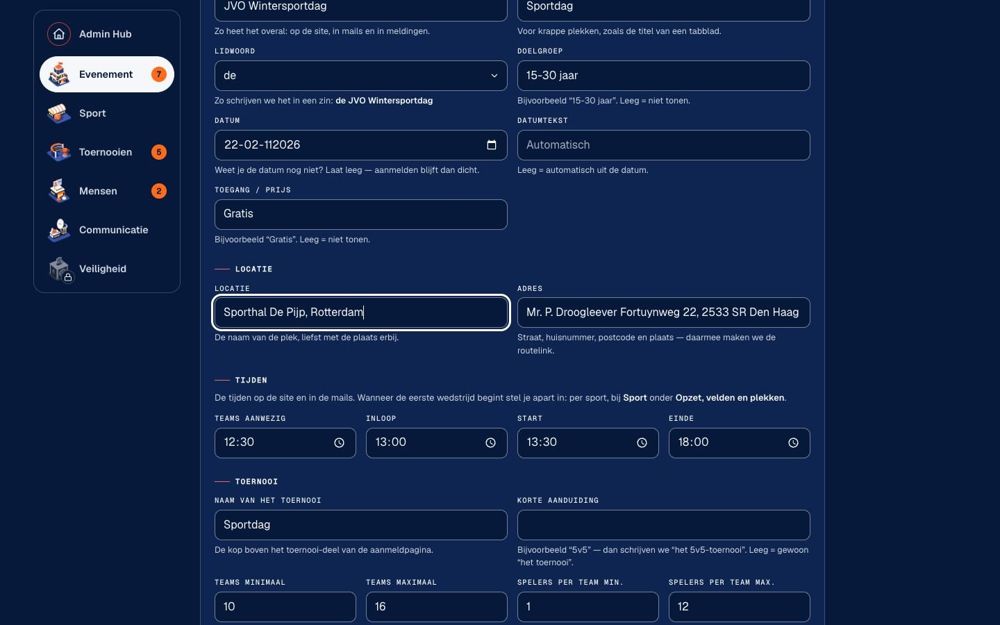 Admin Hub
Evenement 7
Sport
Toernooien 5
Mensen 2
Communicatie
Veiligheid
JVO Wintersportdag
Sportdag
Zo heet het overal: op de site, in mails en in meldingen.
Voor krappe plekken, zoals de titel van een tabblad.
LIDWOORD
DOELGROEP
de
15-30 jaar
Zo schrijven we het in een zin: de JVO Wintersportdag
Bijvoorbeeld "15-30 jaar". Leeg = niet tonen.
DATUM
DATUMTEKST
22-02-112026
Automatisch
Weet je de datum nog niet? Laat leeg — aanmelden blijft dan dicht.
Leeg = automatisch uit de datum.
TOEGANG / PRIJS
Gratis
Bijvoorbeeld "Gratis". Leeg = niet tonen.
LOCATIE
LOCATIE
ADRES
Sporthal De Pijp, Rotterdam
Mr. P. Droogleever Fortuynweg 22, 2533 SR Den Haag
De naam van de plek, liefst met de plaats erbij.
Straat, huisnummer, postcode en plaats — daarmee maken we de
routelink.
TIJDEN
De tijden op de site en in de mails. Wanneer de eerste wedstrijd begint stel je apart in: per sport, bij Sport onder Opzet, velden en plekken.
TEAMS AANWEZIG
INLOOP
START
EINDE
12:30
13:00
13:30
18:00
TOERNOOI
NAAM VAN HET TOERNOOI
KORTE AANDUIDING
Sportdag
De kop boven het toernooi-deel van de aanmeldpagina.
Bijvoorbeeld "5v5" — dan schrijven we "het 5v5-toernooi". Leeg = gewoon
"het toernooi".
TEAMS MINIMAAL
TEAMS MAXIMAAL
SPELERS PER TEAM MIN.
SPELERS PER TEAM MAX.
10
16
1
12